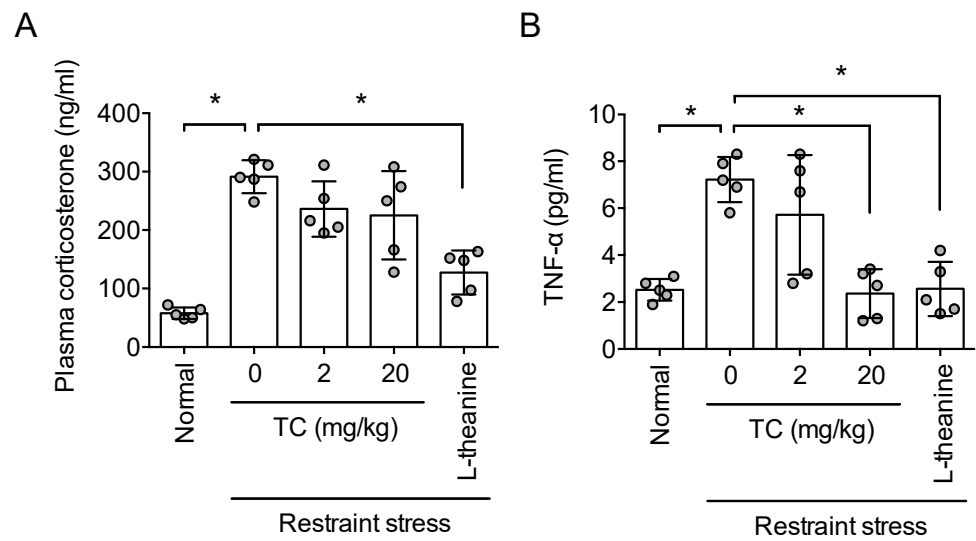 A
Plasma corticosterone (ng/ml)
400
300
200
100
0
*
*
Normal
0
2
20
L-theanine
TC (mg/kg)
Restraint stress
B
TNF-α (pg/ml)
10
8
6
4
2
0
*
*
*
Normal
0
2
20
L-theanine
TC (mg/kg)
Restraint stress